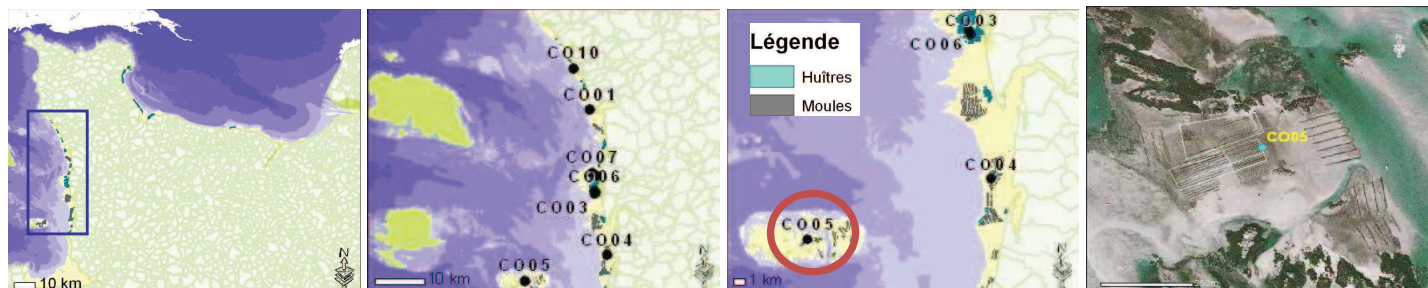 N
10 km
CO10
CO01
CO07
CO06
CO03
CO04
CO05
N
10 km
CO03
CO06
Légende
Huîtres
Moules
CO04
CO05
N
1 km
CO05